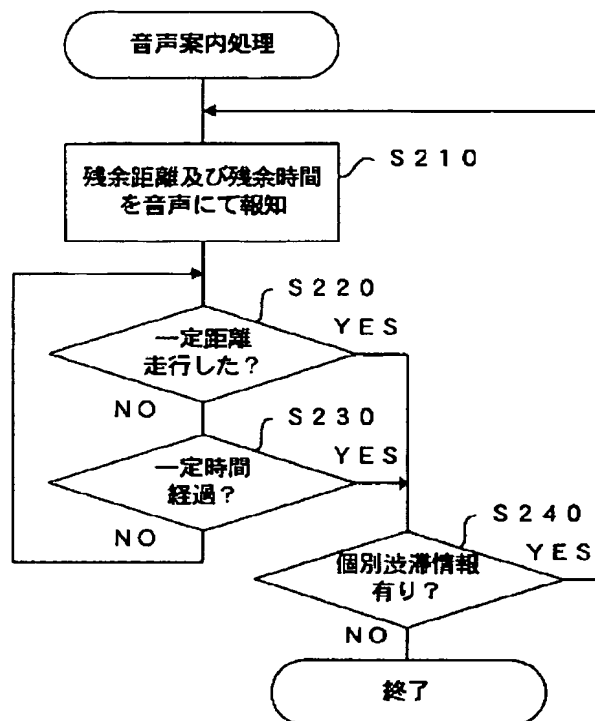 音声案内処理
S210
残余距離及び残余時間
を音声にて報知
S220
YES
一定距離
走行した？
NO
S230
YES
一定時間
経過？
NO
S240
YES
個別渋滞情報
有り？
NO
終了